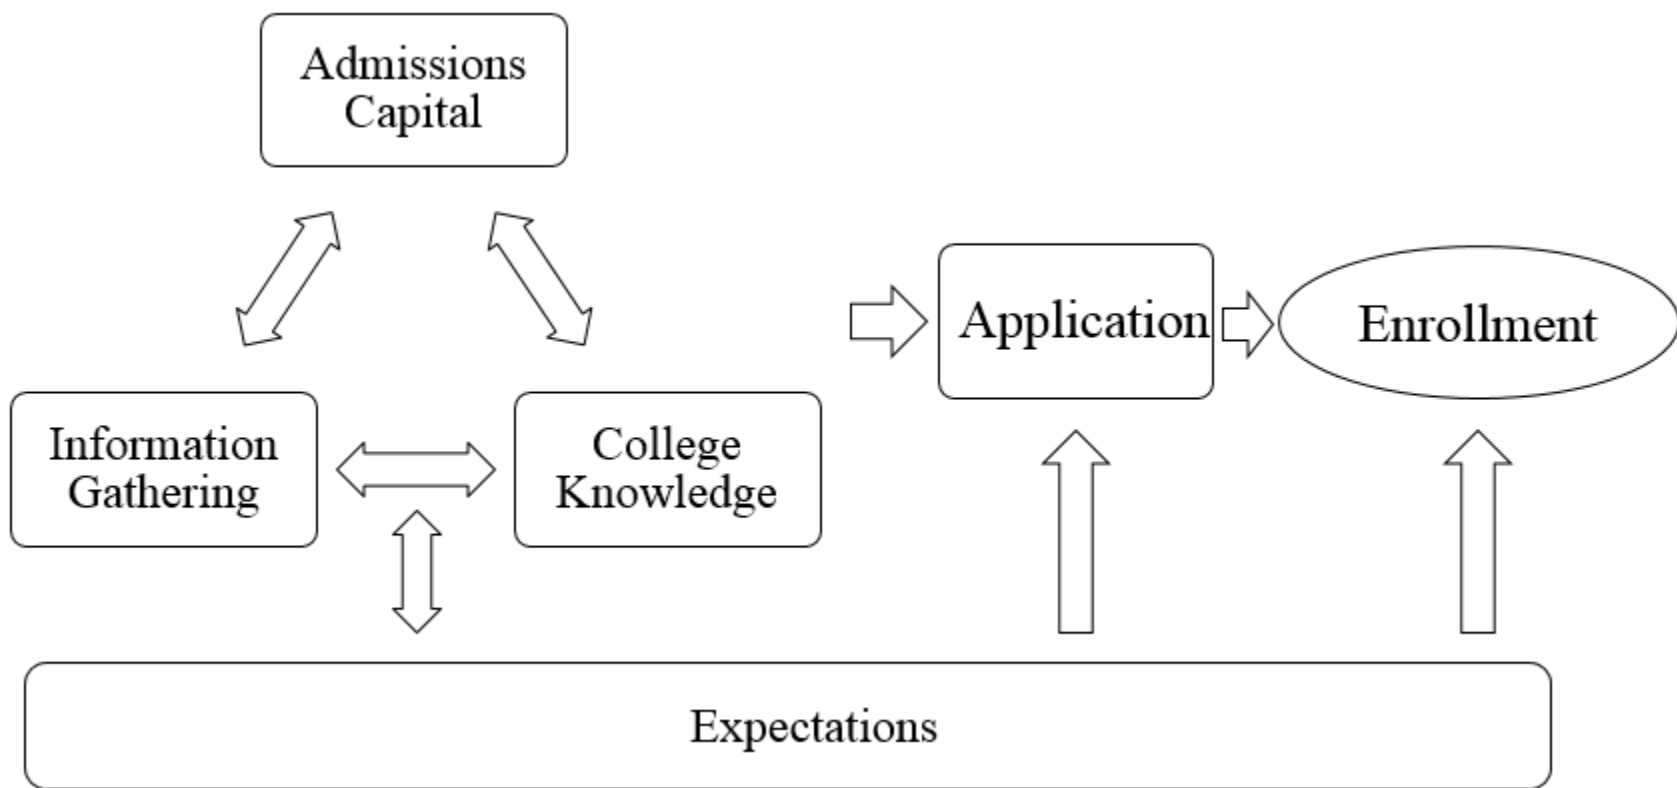 Admissions
Capital
Application
Enrollment
Information
Gathering
College
Knowledge
Expectations